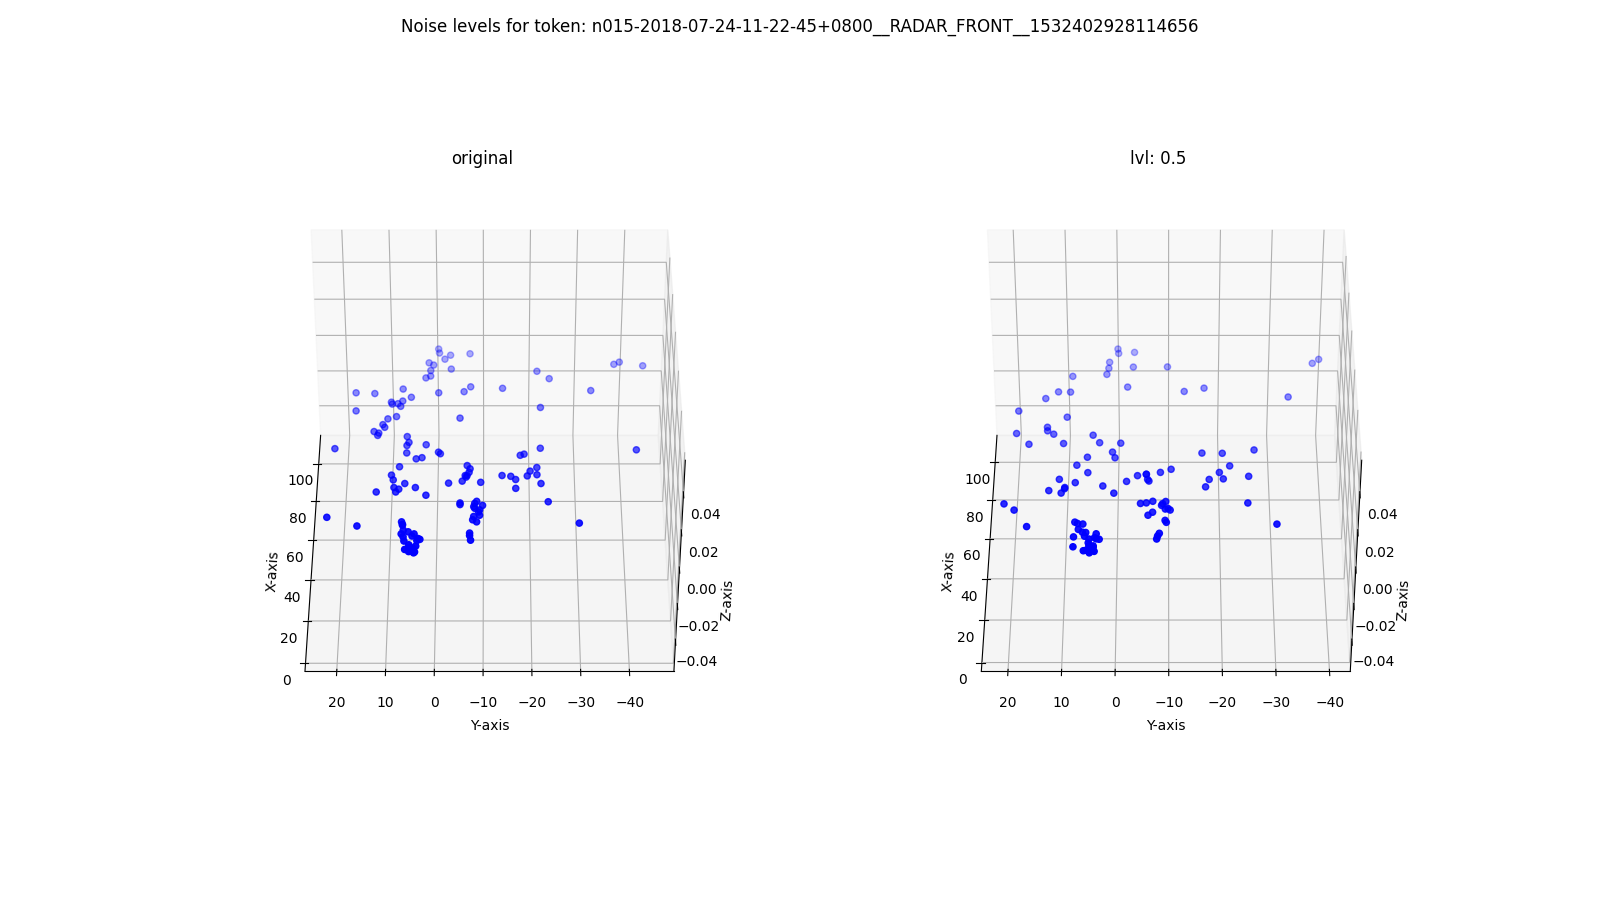 Noise levels for token: n015-2018-07-24-11-22-45+0800__RADAR_FRONT__1532402928114656
original
100
80
60
40
20
0
X-axis
20 10 0 −10 −20 −30 −40
Y-axis
0.04
0.02
0.00
−0.02
−0.04
Z-axis
lvl: 0.5
100
80
60
40
20
0
X-axis
20 10 0 −10 −20 −30 −40
Y-axis
0.04
0.02
0.00
−0.02
−0.04
Z-axis